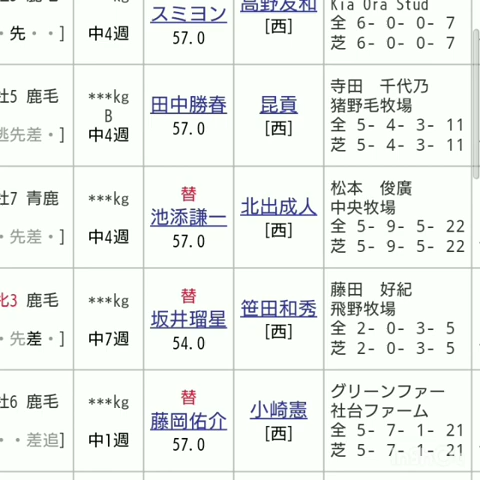 スミヨン
57.0
高野友和
[西]
Kia Ora Stud
全 6- 0- 0- 7
芝 6- 0- 0- 7
・先・・]
中4週
牡5 鹿毛
逃先差・]
***kg
B
中4週
田中勝春
57.0
昆貢
[西]
寺田 千代乃
猪野毛牧場
全 5- 4- 3- 11
芝 5- 4- 3- 11
牡7 青鹿
・先差・]
***kg
中4週
替
池添謙一
57.0
北出成人
[西]
松本 俊廣
中央牧場
全 5- 9- 5- 22
芝 5- 9- 5- 22
牝3 鹿毛
・先差・]
***kg
中7週
替
坂井瑠星
54.0
笹田和秀
[西]
藤田 好紀
飛野牧場
全 2- 0- 3- 5
芝 2- 0- 3- 5
牡6 鹿毛
・・差追]
***kg
中1週
替
藤岡佑介
57.0
小崎憲
[西]
グリーンファー
社台ファーム
全 5- 7- 1- 21
芝 5- 7- 1- 21